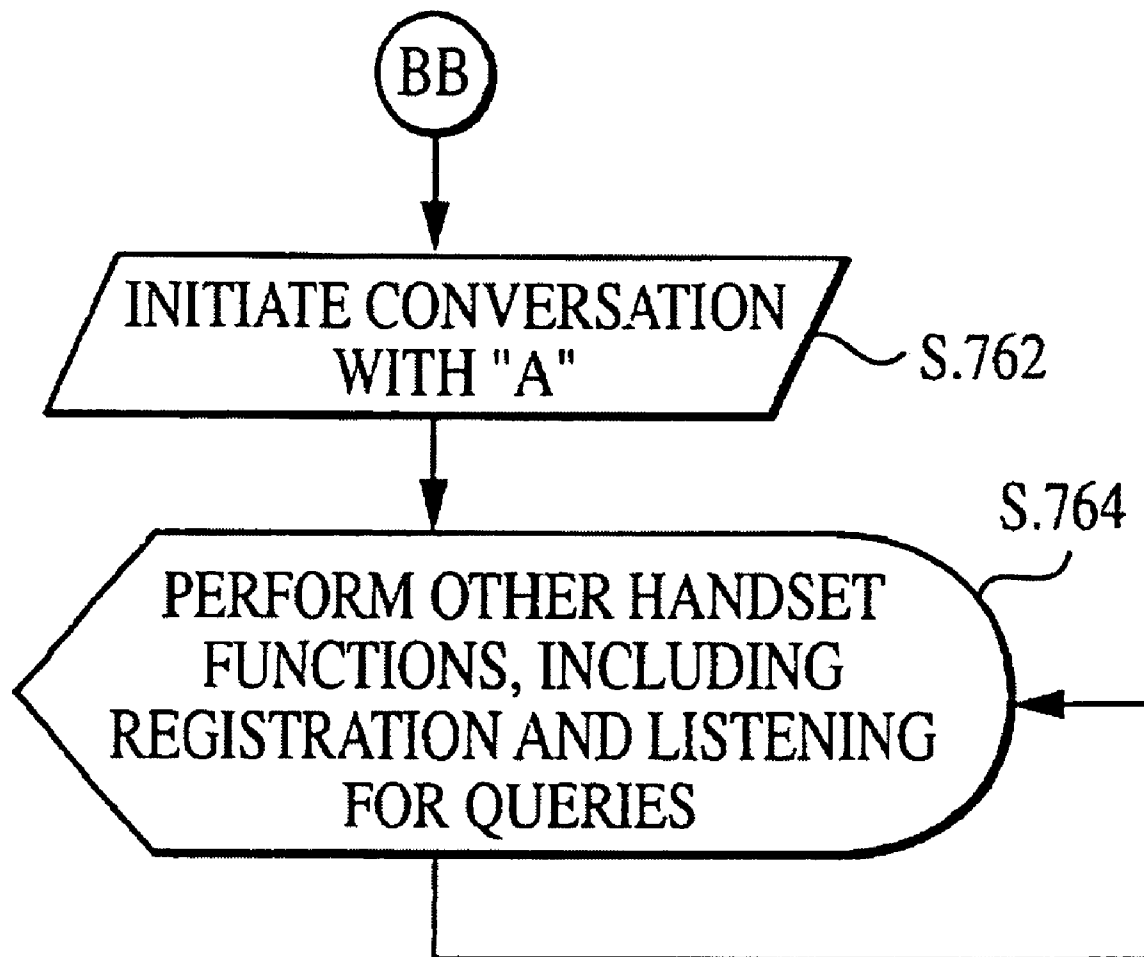 BB
INITIATE CONVERSATION
WITH "A"
S.762
S.764
PERFORM OTHER HANDSET
FUNCTIONS, INCLUDING
REGISTRATION AND LISTENING
FOR QUERIES